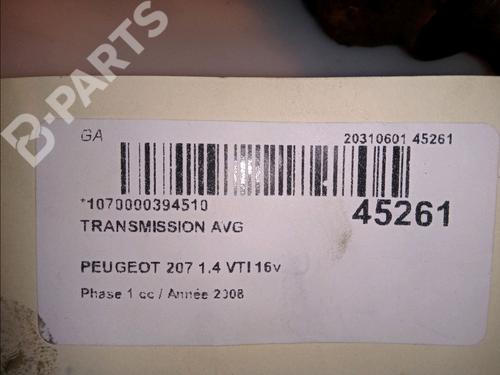 B-PARTS
GA 20310601 45261
*1070000394510
45261
TRANSMISSION AVG
PEUGEOT 207 1.4 VTI 16v
Phase 1 cc / Année 2008